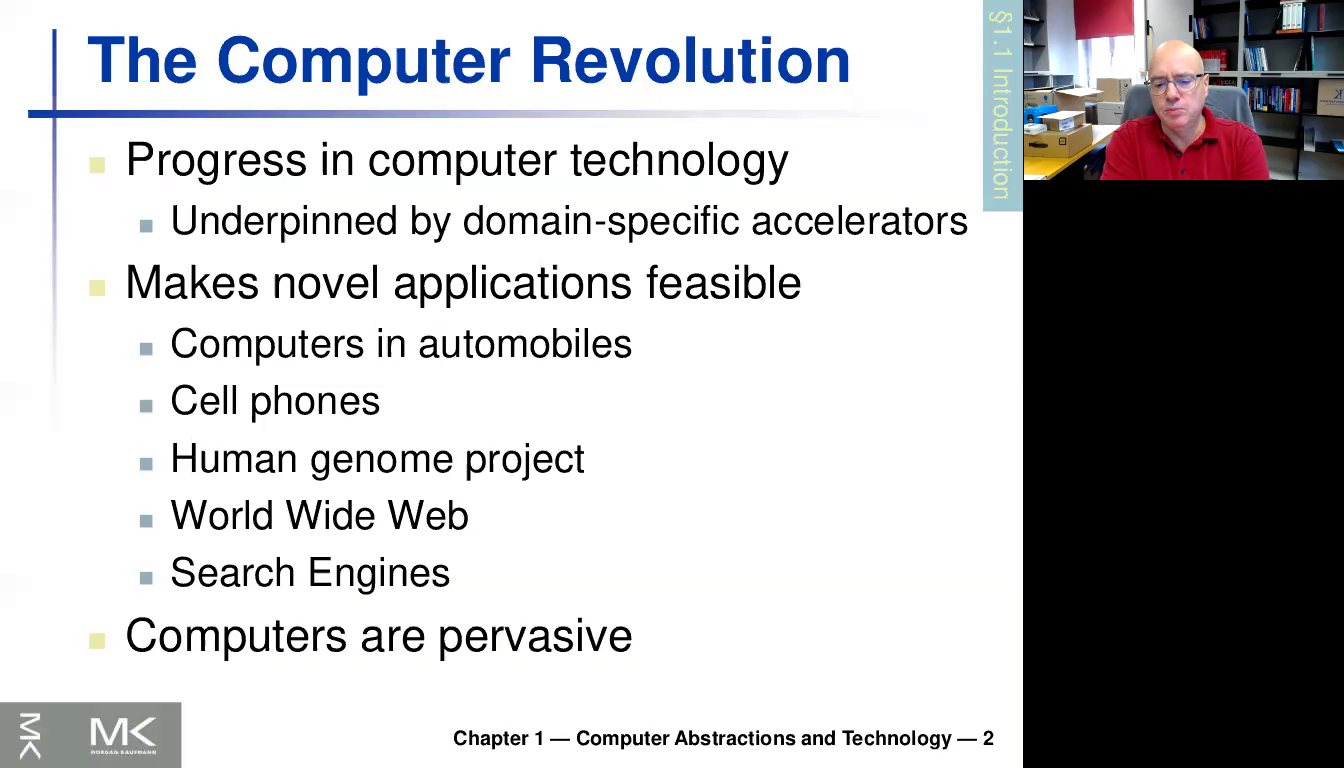 The Computer Revolution
§1.1 Introduction
Progress in computer technology
Underpinned by domain-specific accelerators
Makes novel applications feasible
Computers in automobiles
Cell phones
Human genome project
World Wide Web
Search Engines
Computers are pervasive
MK
MK
MORGAN KAUFMANN
Chapter 1 — Computer Abstractions and Technology — 2